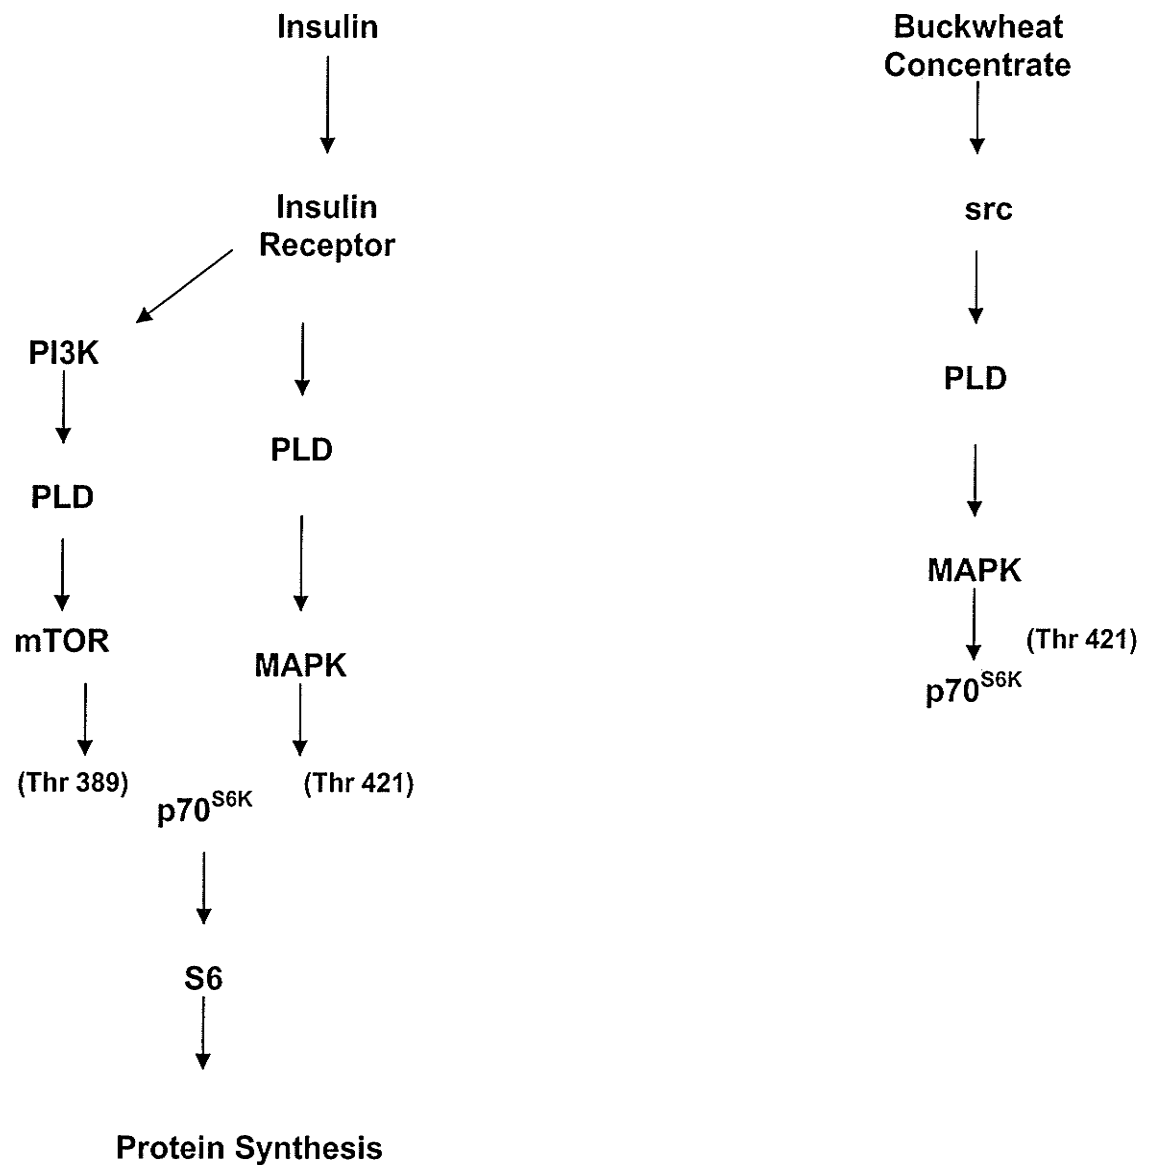 Insulin
Insulin
Receptor
PI3K
PLD
PLD
mTOR
MAPK
(Thr 389)
p70S6K
(Thr 421)
S6
Protein Synthesis
Buckwheat
Concentrate
src
PLD
MAPK
(Thr 421)
p70S6K